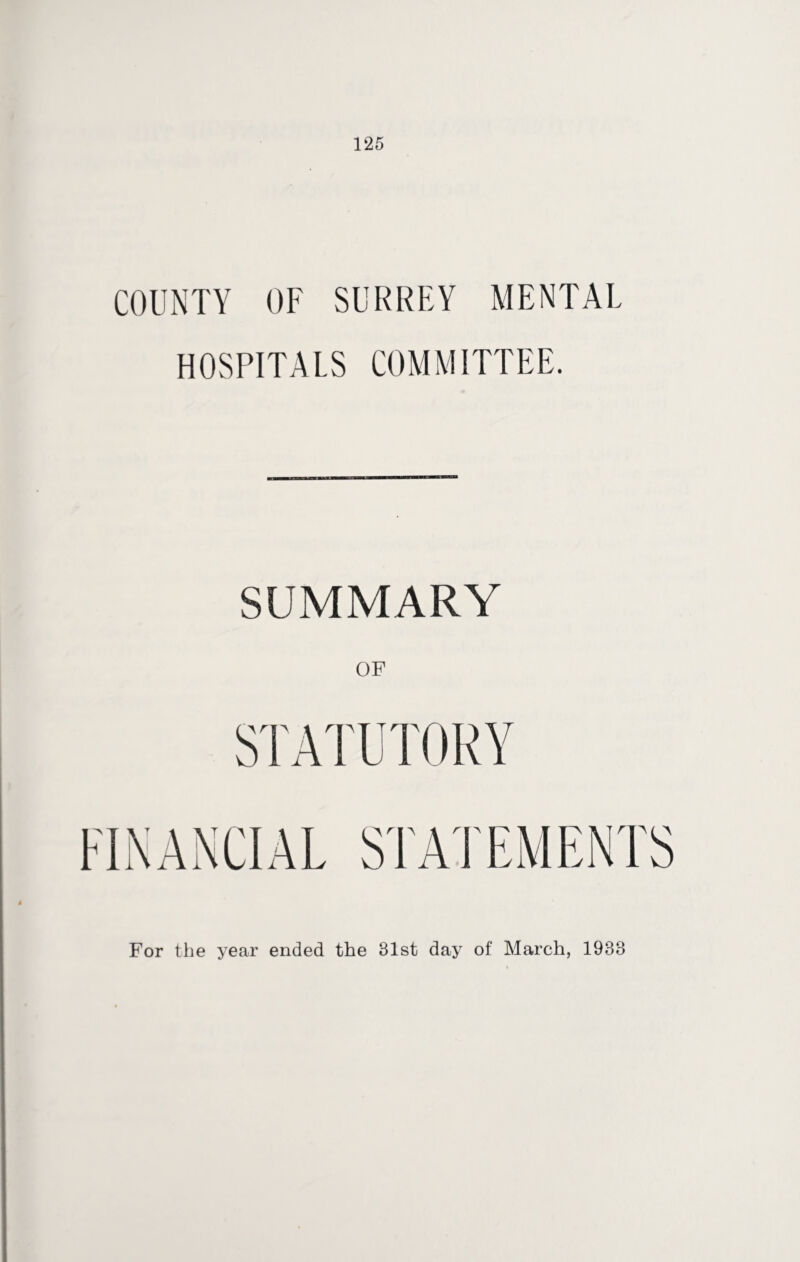 125
COUNTY OF SURREY MENTAL
HOSPITALS COMMITTEE.
SUMMARY
OF
STATUTORY
FINANCIAL STATEMENTS
For the year ended the 31st day of March, 1933